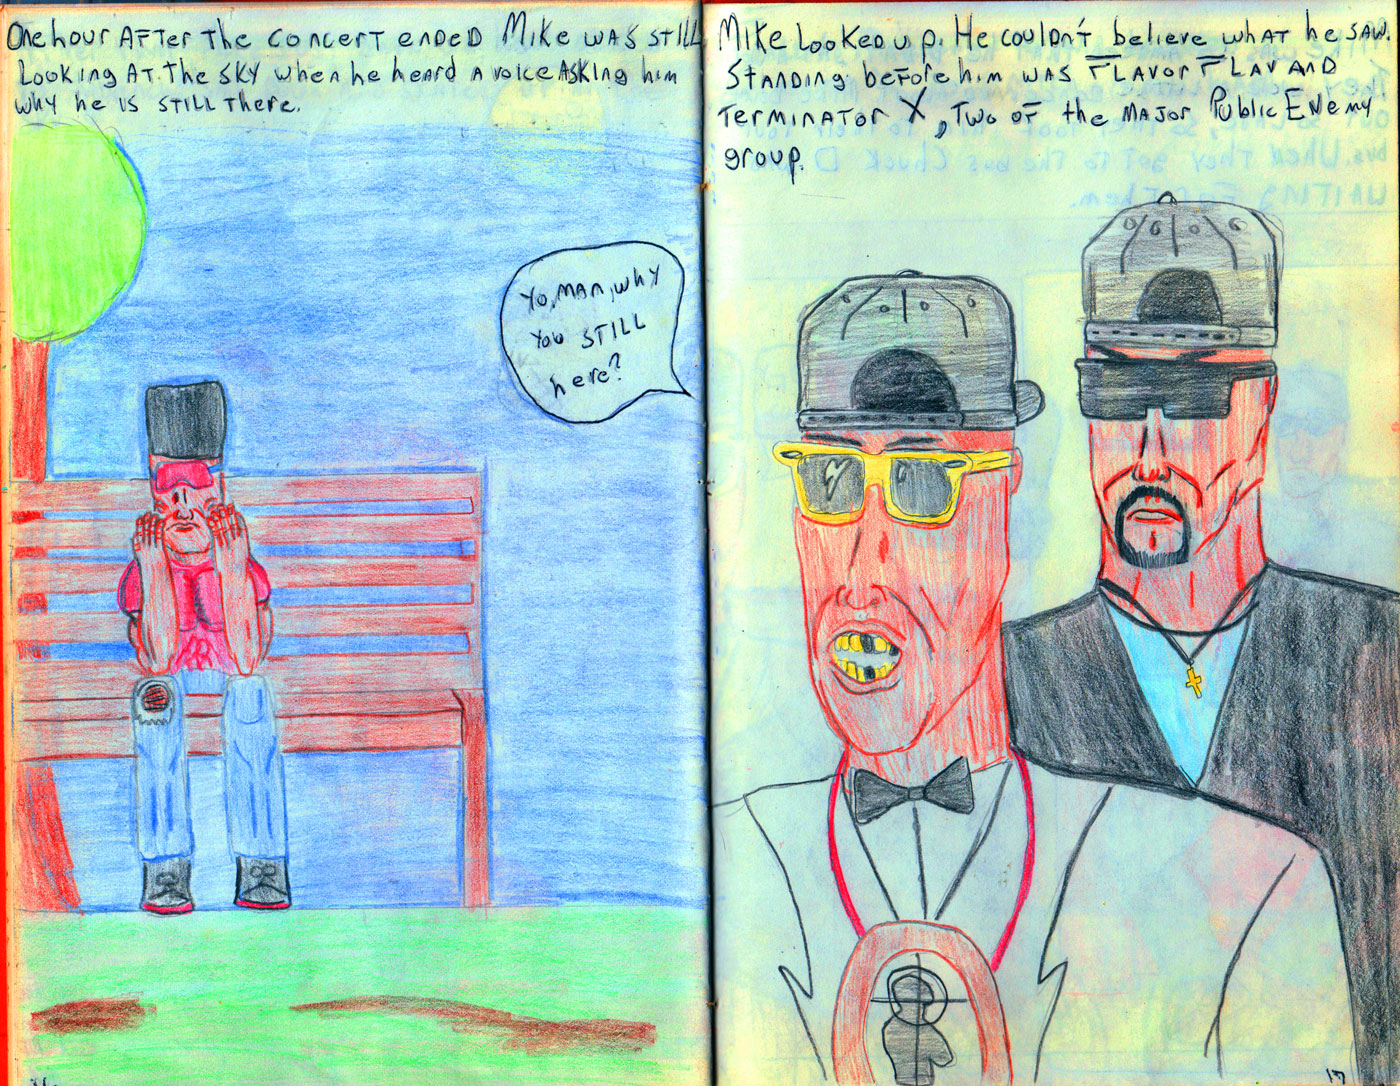 One hour AFTer The concerT ended Mike was STill
Looking AT The SKY when he heard a voice Asking him
why he is STill There.
Yo, man, why
you STILL
here?
Mike Looked up. He couldn't believe what he saw.
Standing before him was FLavor FLav and
Terminator X, Two of the major Public Enemy
group.
17